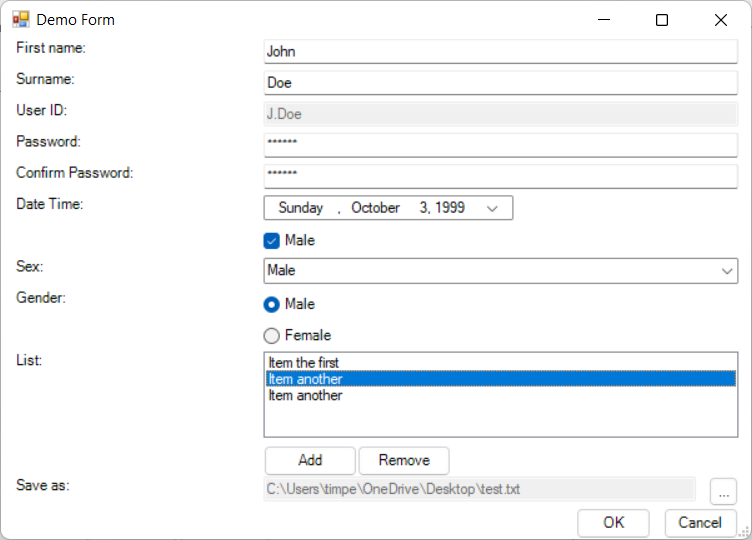 Demo Form
First name: John
Surname: Doe
User ID: J.Doe
Password: ******
Confirm Password: ******
Date Time: Sunday , October 3, 1999
Male
Sex: Male
Gender: Male
Female
List: Item the first
Item another
Item another
Add Remove
Save as: C:\Users\timpe\OneDrive\Desktop\test.txt ...
OK Cancel